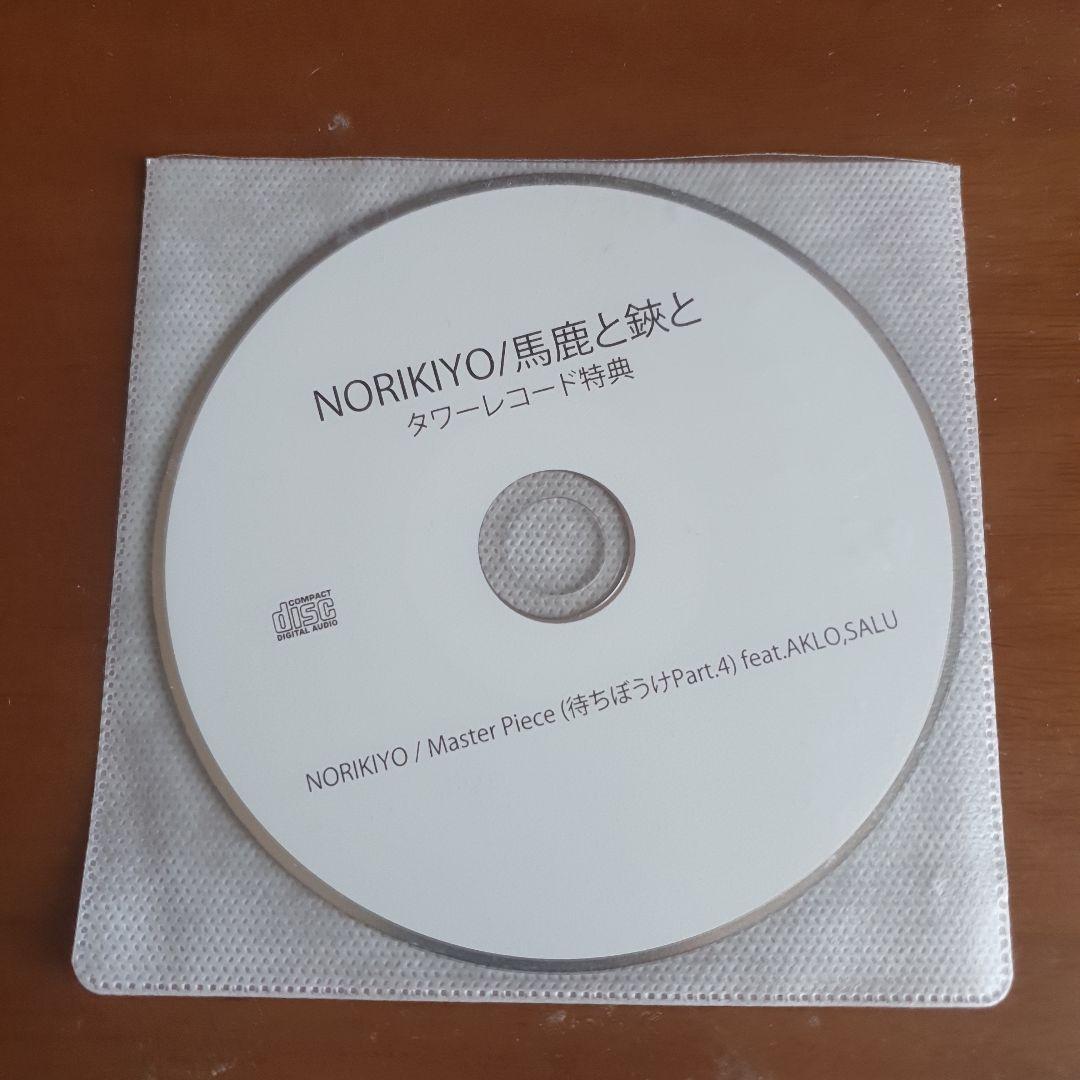 NORIKIYO/馬鹿と鋏と
タワーレコード特典
COMPACT
disc
DIGITAL AUDIO
NORIKIYO / Master Piece (待ちぼうけPart.4) feat.AKLO,SALU